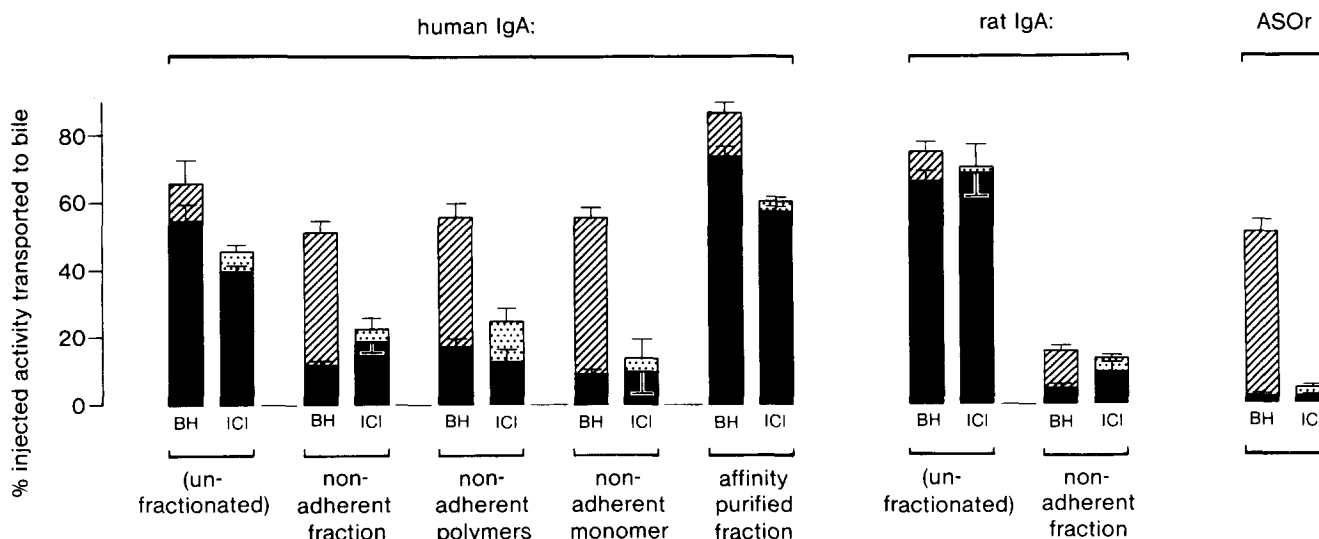 human IgA:
rat IgA:
ASOr
% injected activity transported to bile
80
60
40
20
0
BH ICI BH ICI BH ICI BH ICI BH ICI BH ICI BH ICI BH IC
(un-
fractionated)
non-
adherent
fraction
non-
adherent
polymers
non-
adherent
monomer
affinity
purified
fraction
(un-
fractionated)
non-
adherent
fraction